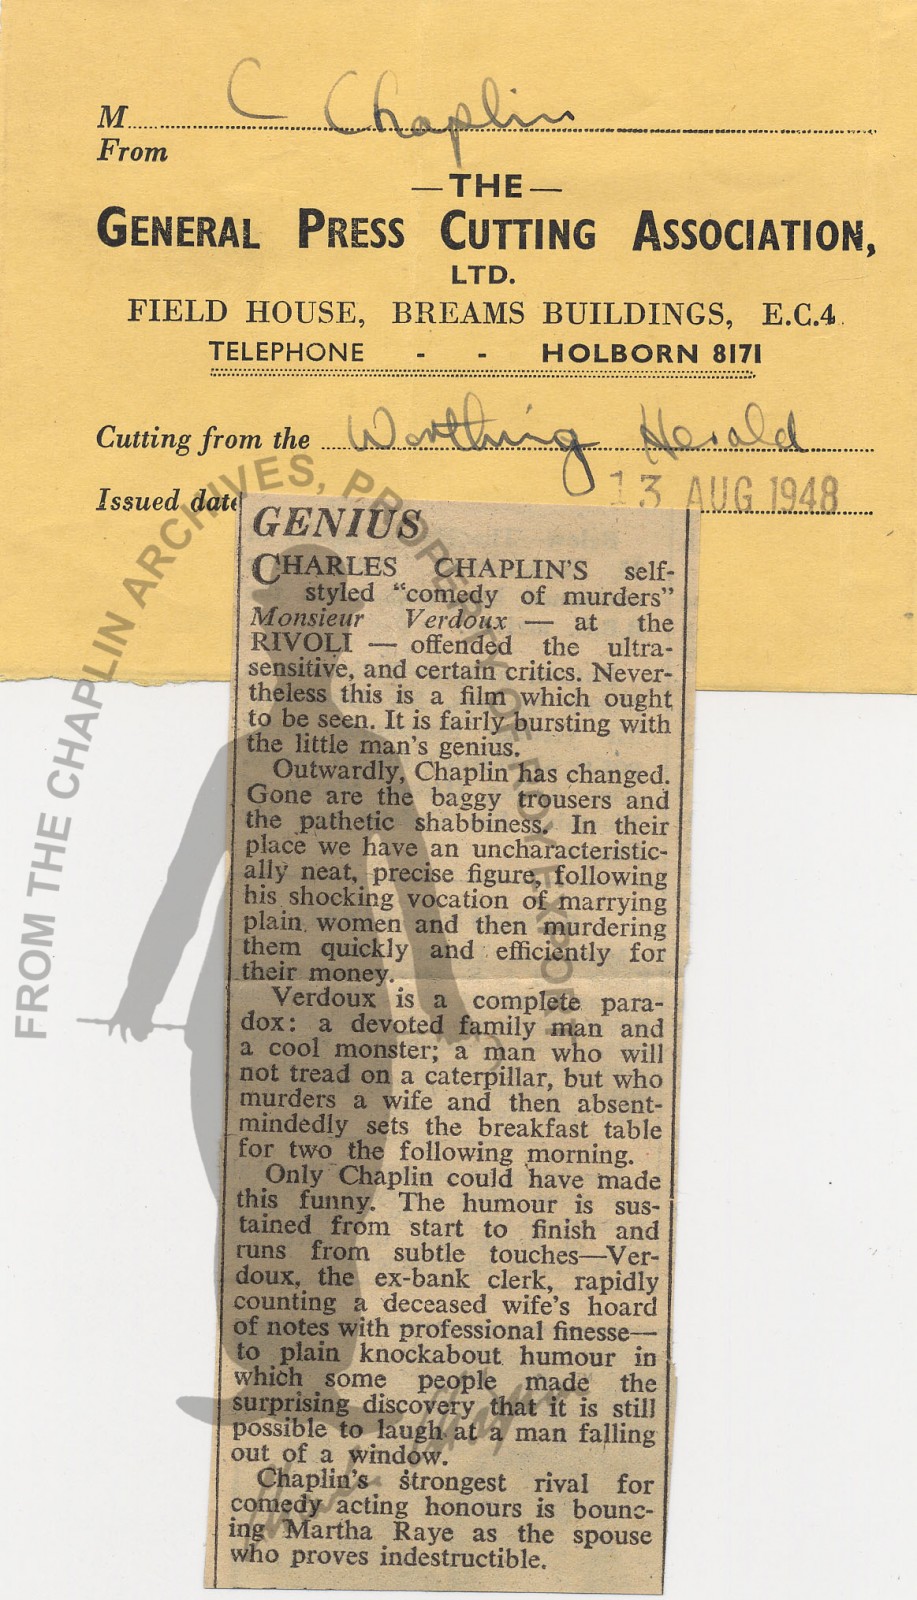 M C Chaplin
From
— THE —
GENERAL PRESS CUTTING ASSOCIATION,
LTD.
FIELD HOUSE, BREAMS BUILDINGS, E.C.4.
TELEPHONE - - HOLBORN 8171
Cutting from the Worthing Herald
Issued date 13 AUG 1948
GENIUS
CHARLES CHAPLIN'S self-
styled "comedy of murders"
Monsieur Verdoux — at the
RIVOLI — offended the ultra-
sensitive, and certain critics. Never-
theless this is a film which ought
to be seen. It is fairly bursting with
the little man's genius.
Outwardly, Chaplin has changed.
Gone are the baggy trousers and
the pathetic shabbiness. In their
place we have an uncharacteristic-
ally neat, precise figure, following
his shocking vocation of marrying
plain women and then murdering
them quickly and efficiently for
their money.
Verdoux is a complete para-
dox: a devoted family man and
a cool monster; a man who will
not tread on a caterpillar, but who
murders a wife and then absent-
mindedly sets the breakfast table
for two the following morning.
Only Chaplin could have made
this funny. The humour is sus-
tained from start to finish and
runs from subtle touches—Ver-
doux, the ex-bank clerk, rapidly
counting a deceased wife's hoard
of notes with professional finesse—
to plain knockabout humour in
which some people made the
surprising discovery that it is still
possible to laugh at a man falling
out of a window.
Chaplin's strongest rival for
comedy acting honours is bounc-
ing Martha Raye as the spouse
who proves indestructible.
FROM THE CHAPLIN ARCHIVES, PROPERTY OF ROY EXPORT
Charlie Chaplin